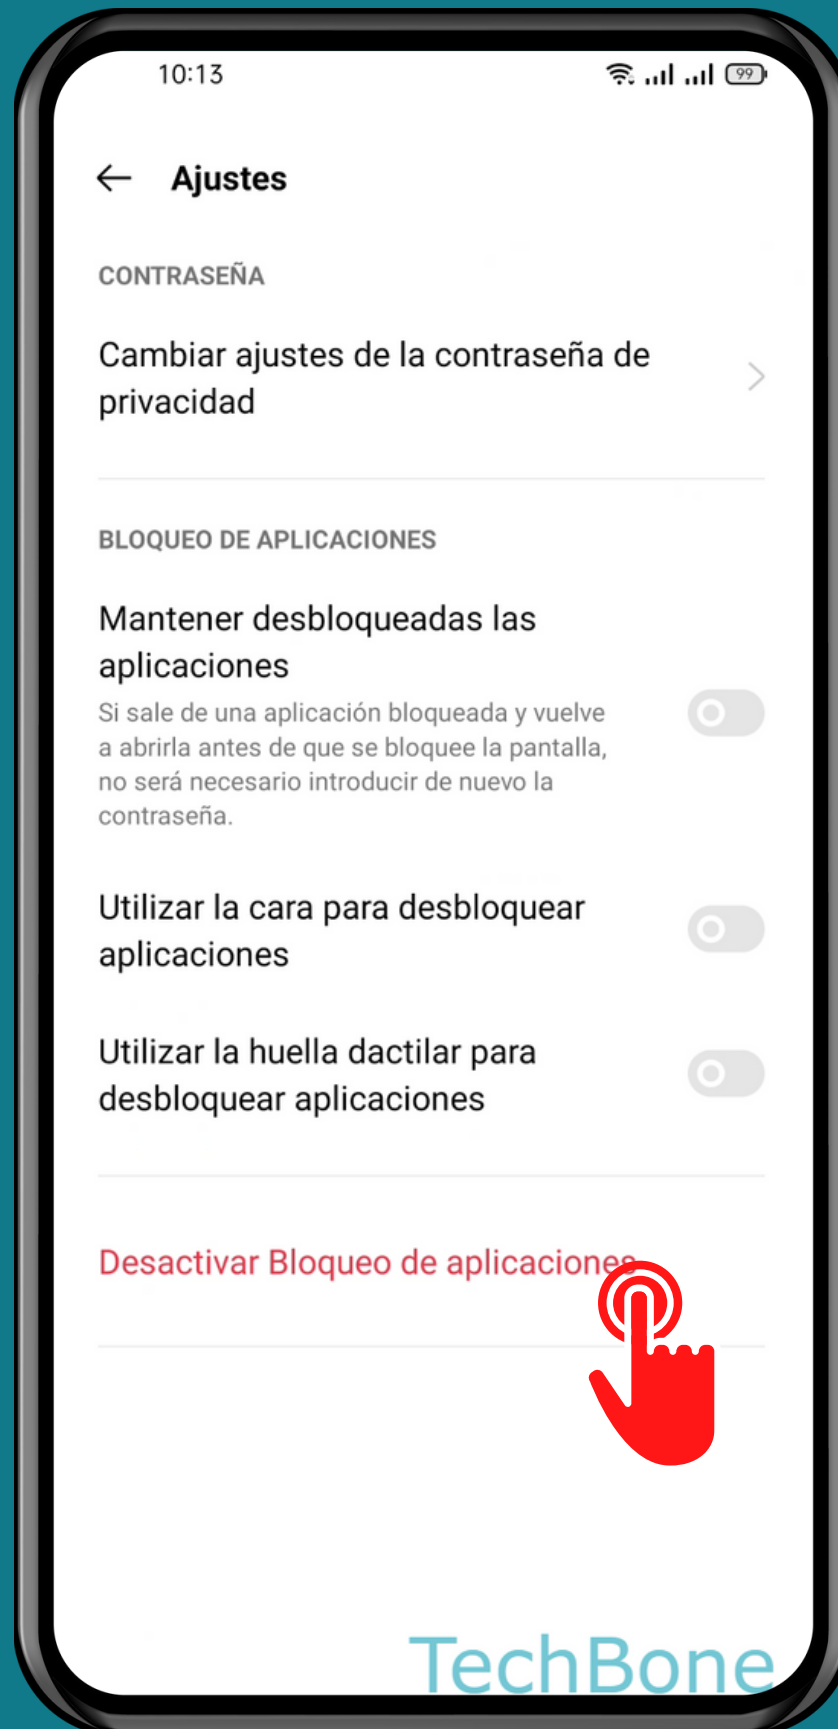 10:13
99
Ajustes
CONTRASEÑA
Cambiar ajustes de la contraseña de
privacidad
BLOQUEO DE APLICACIONES
Mantener desbloqueadas las
aplicaciones
Si sale de una aplicación bloqueada y vuelve
a abrirla antes de que se bloquee la pantalla,
no será necesario introducir de nuevo la
contraseña.
Utilizar la cara para desbloquear
aplicaciones
Utilizar la huella dactilar para
desbloquear aplicaciones
Desactivar Bloqueo de aplicaciones
TechBone